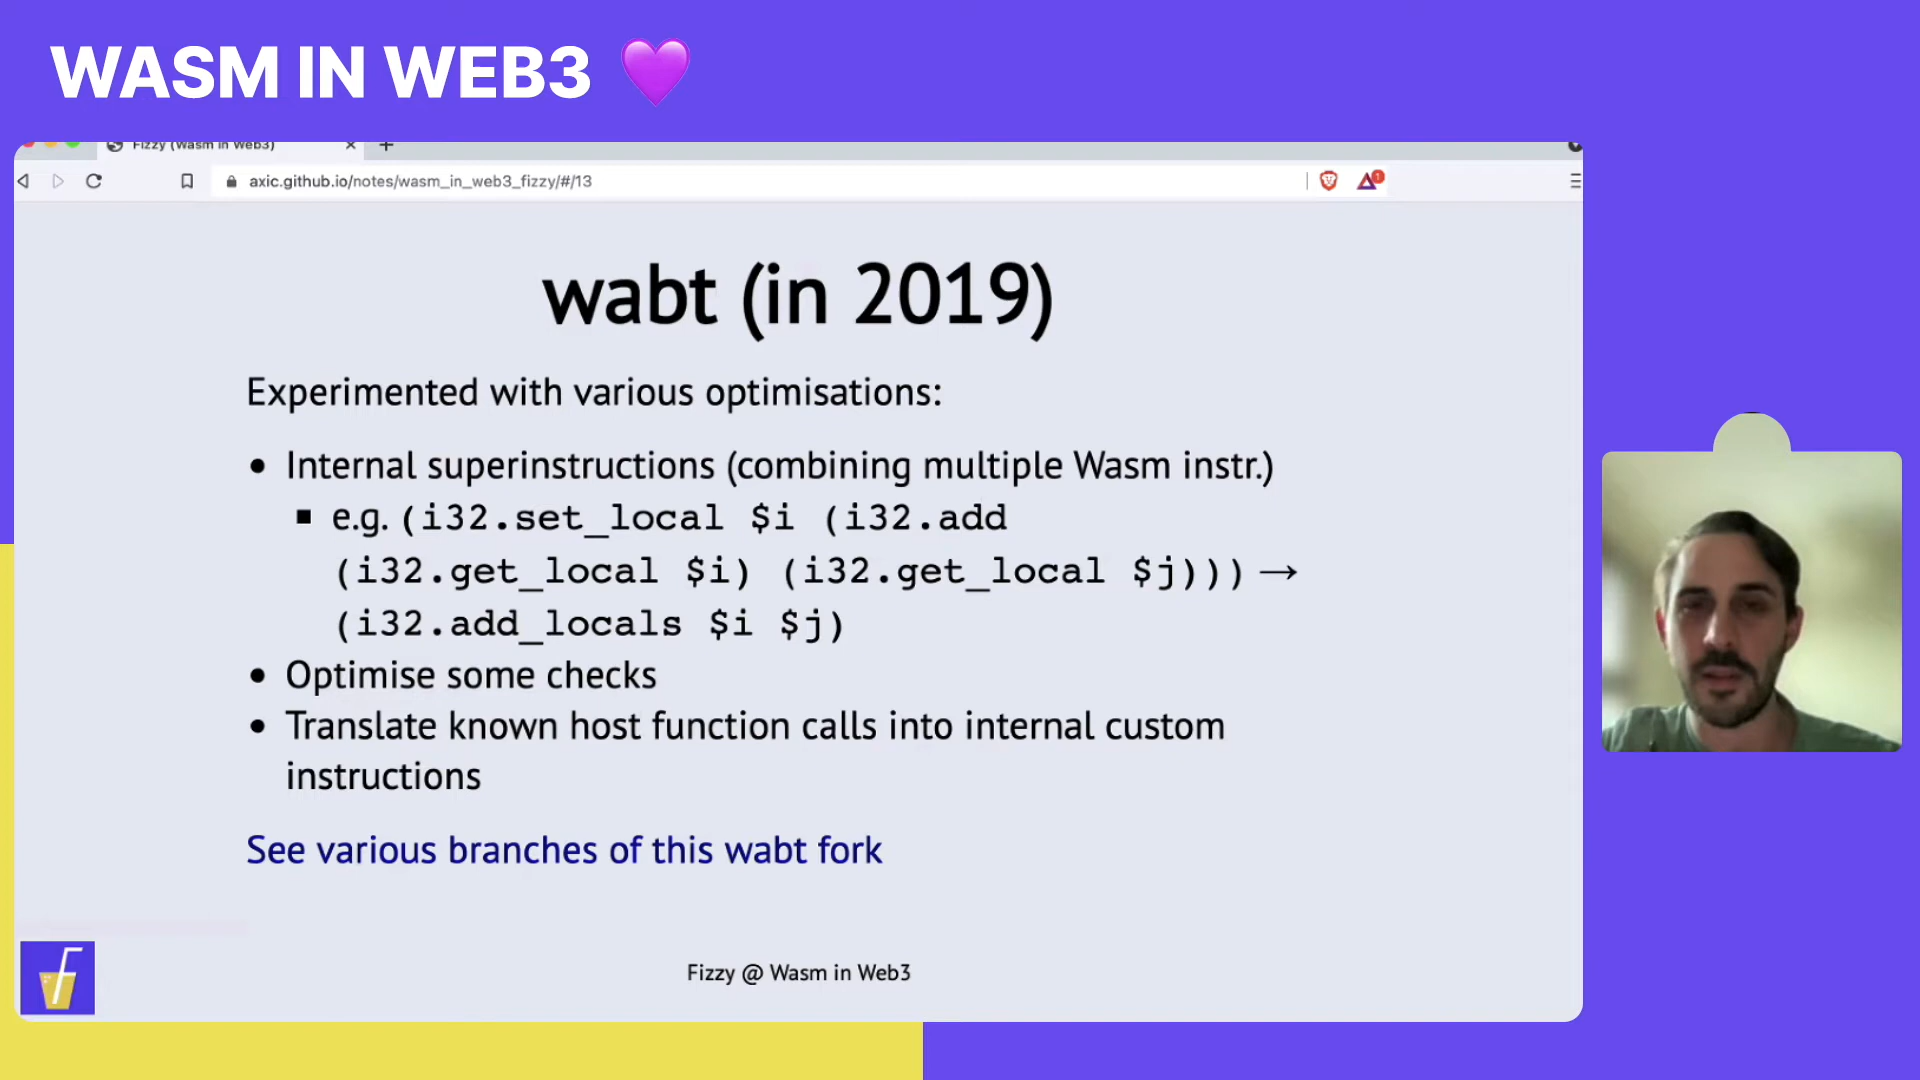 WASM IN WEB3 💜
Fizzy (Wasm in Web3)
axic.github.io/notes/wasm_in_web3_fizzy/#/13
1
wabt (in 2019)
Experimented with various optimisations:
• Internal superinstructions (combining multiple Wasm instr.)
▪ e.g. (i32.set_local $i (i32.add
(i32.get_local $i) (i32.get_local $j))) →
(i32.add_locals $i $j)
• Optimise some checks
• Translate known host function calls into internal custom
instructions
See various branches of this wabt fork
Fizzy @ Wasm in Web3